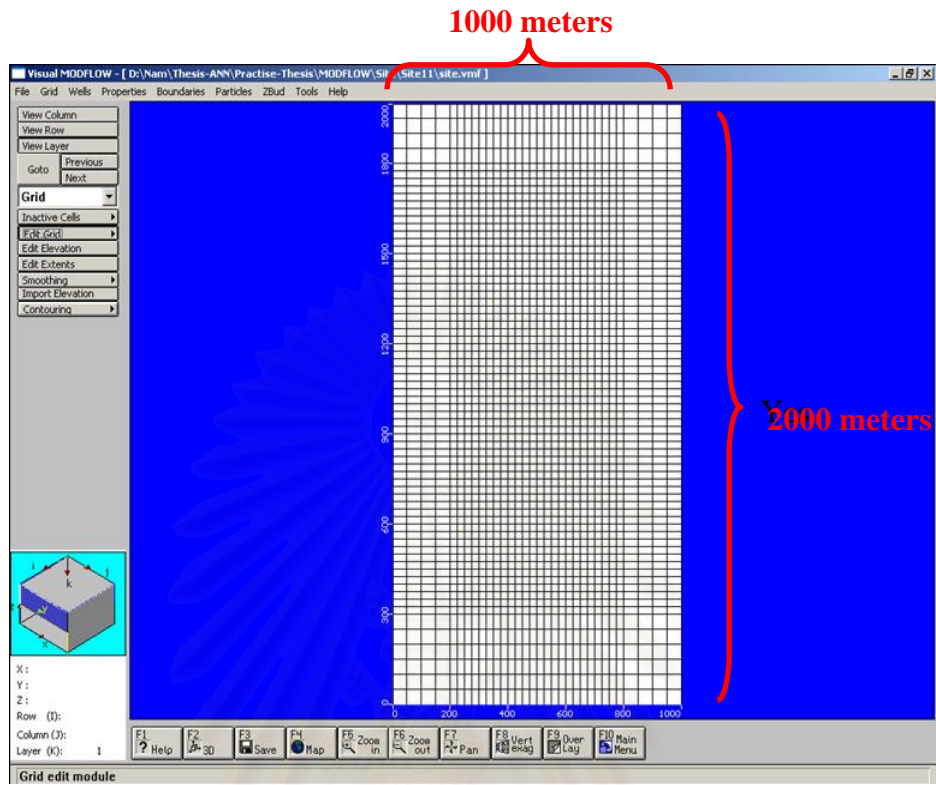 1000 meters
Visual MODFLOW - [ D:\Nam\Thesis-ANN\Practise-Thesis\MODFLOW\Site\Site11\site.vmf ]
File Grid Wells Properties Boundaries Particles ZBud Tools Help
View Column
View Row
View Layer
Goto
Previous
Next
Grid
Inactive Cells
Edit Grid
Edit Elevation
Edit Extents
Smoothing
Import Elevation
Contouring
2000
1800
1500
1200
900
600
300
0
0 200 400 600 800 1000
Y
2000 meters
i j
k
z y
x
X :
Y :
Z :
Row (I):
Column (J):
Layer (K): 1
F1 ? Help
F2 3D
F3 Save
F4 Map
F5 Zoom in
F6 Zoom out
F7 Pan
F8 Vert exag
F9 Over Lay
F10 Main Menu
Grid edit module